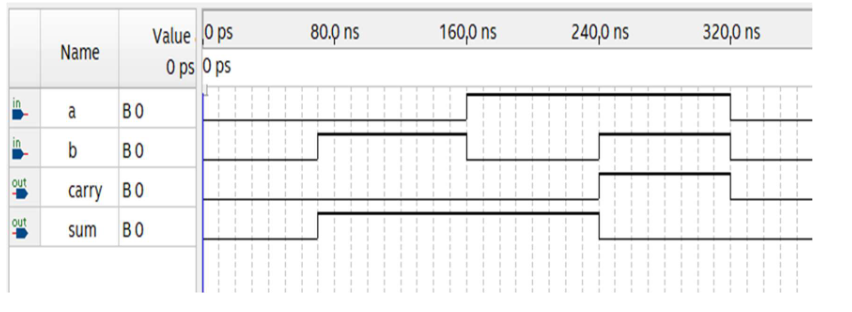 Name Value 0 ps 80.0 ns 160.0 ns 240.0 ns 320.0 ns
0 ps 0 ps
in a B 0
in b B 0
out carry B 0
out sum B 0